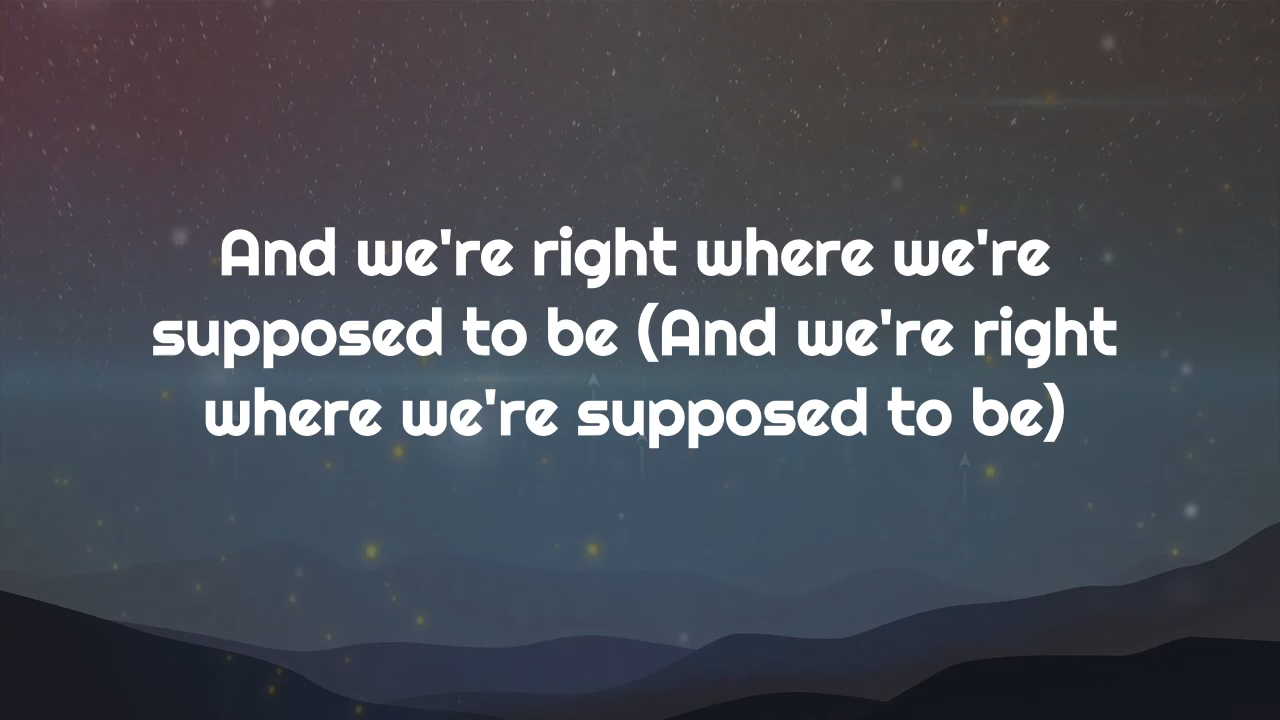 And we're right where we're
supposed to be (And we're right
where we're supposed to be)